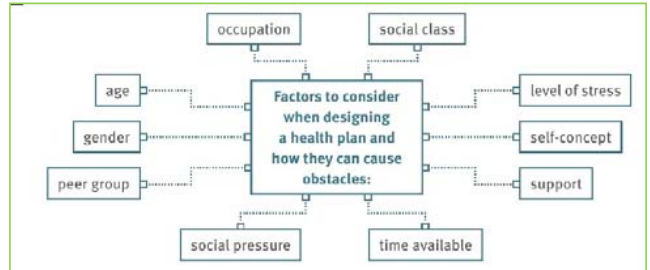 occupation
social class
age
Factors to consider
when designing
a health plan and
how they can cause
obstacles:
level of stress
gender
self-concept
peer group
support
social pressure
time available